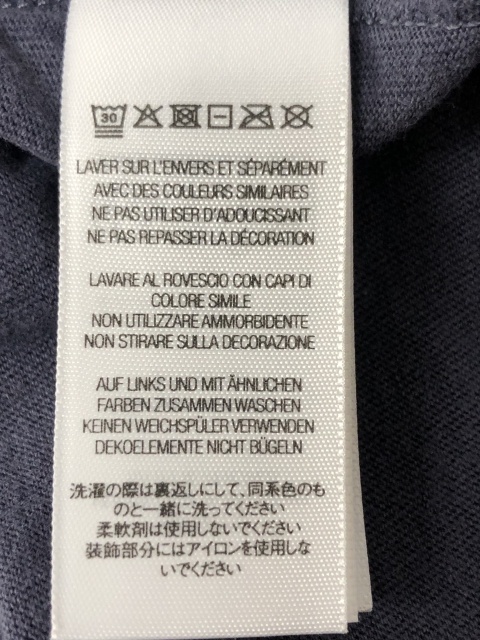 30
LAVER SUR L'ENVERS ET SÉPARÉMENT
AVEC DES COULEURS SIMILAIRES
NE PAS UTILISER D'ADOUCISSANT
NE PAS REPASSER LA DÉCORATION
LAVARE AL ROVESCIO CON CAPI DI
COLORE SIMILE
NON UTILIZZARE AMMORBIDENTE
NON STIRARE SULLA DECORAZIONE
AUF LINKS UND MIT ÄHNLICHEN
FARBEN ZUSAMMEN WASCHEN
KEINEN WEICHSPÜLER VERWENDEN
DEKOELEMENTE NICHT BÜGELN
洗濯の際は裏返しにして、同系色のも
のと一緒に洗ってください
柔軟剤は使用しないでください
装飾部分にはアイロンを使用しな
いでください